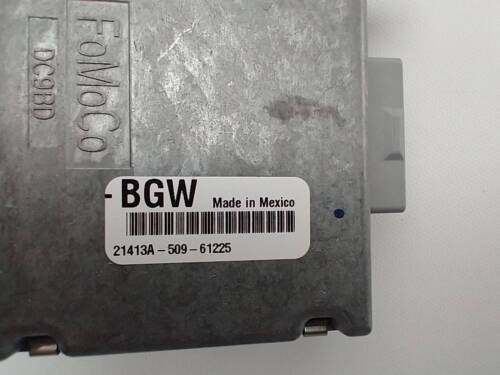 FoMoCo
DC9BD
-BGW Made in Mexico
21413A-509-61225